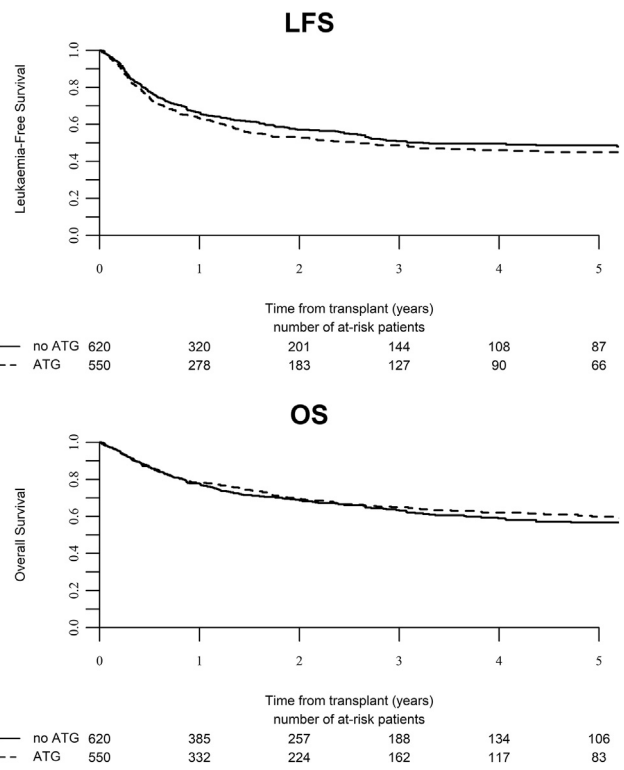 LFS
Leukaemia-Free Survival
1.0
0.8
0.6
0.4
0.2
0.0
0 1 2 3 4 5
Time from transplant (years)
number of at-risk patients
no ATG 620 320 201 144 108 87
ATG 550 278 183 127 90 66
OS
Overall Survival
1.0
0.8
0.6
0.4
0.2
0.0
0 1 2 3 4 5
Time from transplant (years)
number of at-risk patients
no ATG 620 385 257 188 134 106
ATG 550 332 224 162 117 83